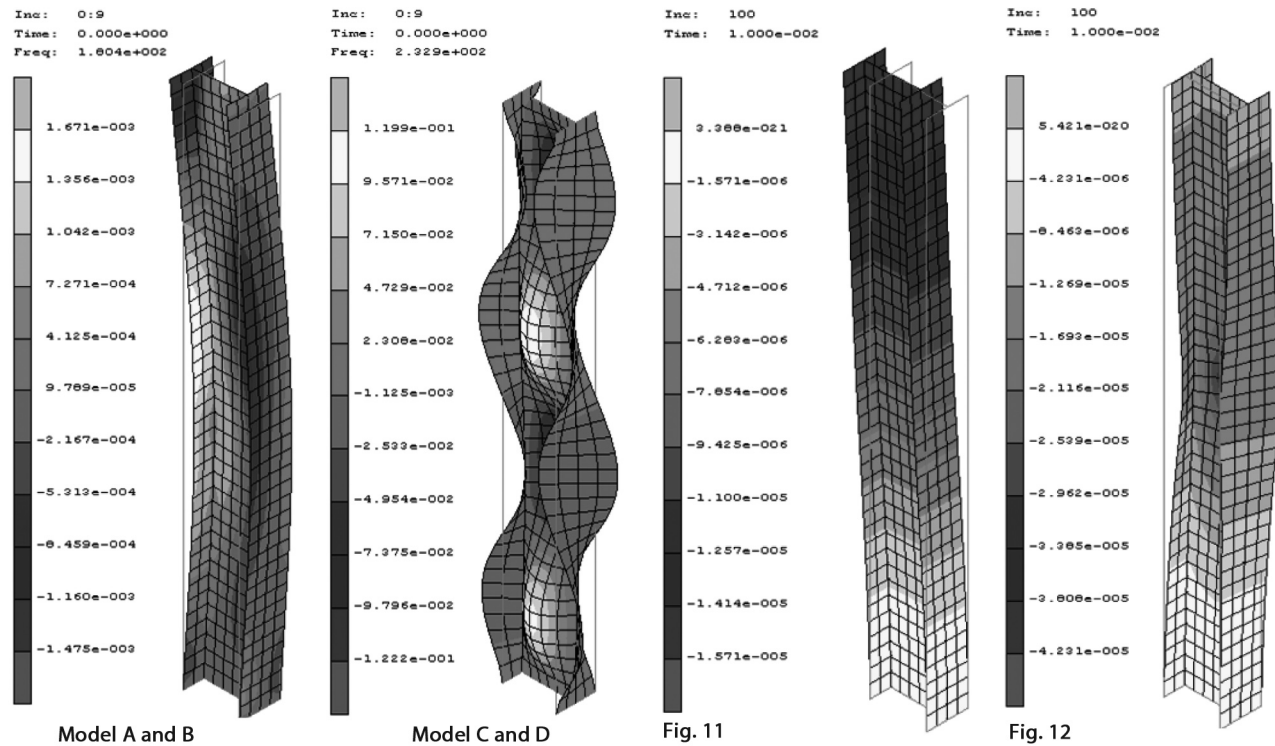 Inc: 0:9
Time: 0.000e+000
Freq: 1.804e+002
1.671e-003
1.356e-003
1.042e-003
7.271e-004
4.125e-004
9.789e-005
-2.167e-004
-5.313e-004
-8.459e-004
-1.160e-003
-1.475e-003
Model A and B
Inc: 0:9
Time: 0.000e+000
Freq: 2.329e+002
1.199e-001
9.571e-002
7.150e-002
4.729e-002
2.308e-002
-1.125e-003
-2.533e-002
-4.954e-002
-7.375e-002
-9.796e-002
-1.222e-001
Model C and D
Inc: 100
Time: 1.000e-002
3.388e-021
-1.571e-006
-3.142e-006
-4.712e-006
-6.283e-006
-7.854e-006
-9.425e-006
-1.100e-005
-1.257e-005
-1.414e-005
-1.571e-005
Fig. 11
Inc: 100
Time: 1.000e-002
5.421e-020
-4.231e-006
-8.463e-006
-1.269e-005
-1.693e-005
-2.116e-005
-2.539e-005
-2.962e-005
-3.385e-005
-3.808e-005
-4.231e-005
Fig. 12